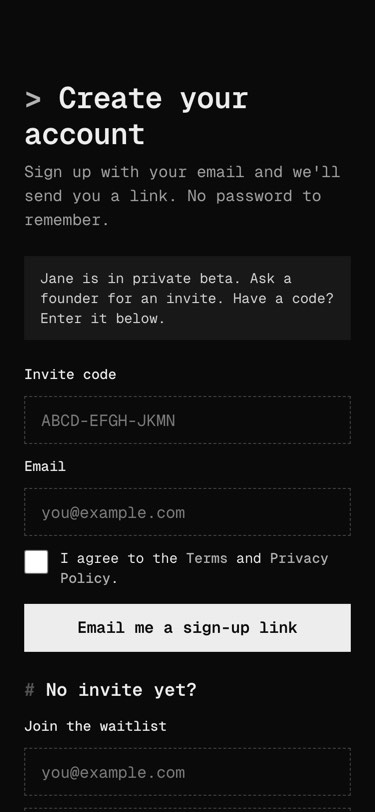 > Create your
account
Sign up with your email and we'll
send you a link. No password to
remember.
Jane is in private beta. Ask a
founder for an invite. Have a code?
Enter it below.
Invite code
ABCD-EFGH-JKMN
Email
you@example.com
I agree to the Terms and Privacy
Policy.
Email me a sign-up link
# No invite yet?
Join the waitlist
you@example.com